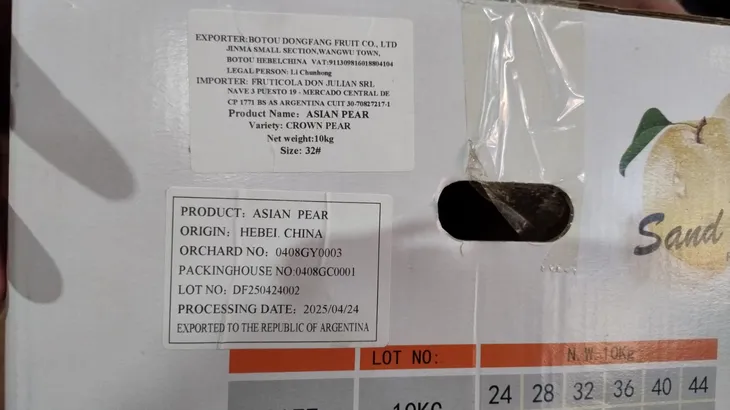 EXPORTER:BOTOU DONGFANG FRUIT CO., LTD
JINMA SMALL SECTION,WANGWU TOWN,
BOTOU HEBEI,CHINA VAT:911309816018804104
LEGAL PERSON: Li Chunhong
IMPORTER: FRUTICOLA DON JULIAN SRL
NAVE 3 PUESTO 19 - MERCADO CENTRAL DE
CP 1771 BS AS ARGENTINA CUIT 30-70827217-1
Product Name: ASIAN PEAR
Variety: CROWN PEAR
Net weight:10kg
Size: 32#
PRODUCT: ASIAN PEAR
ORIGIN: HEBEI. CHINA
ORCHARD NO: 0408GY0003
PACKINGHOUSE NO:0408GC0001
LOT NO: DF250424002
PROCESSING DATE: 2025/04/24
EXPORTED TO THE REPUBLIC OF ARGENTINA
Sand
LOT NO:
N.W.10Kg
10KG
24 28 32 36 40 44